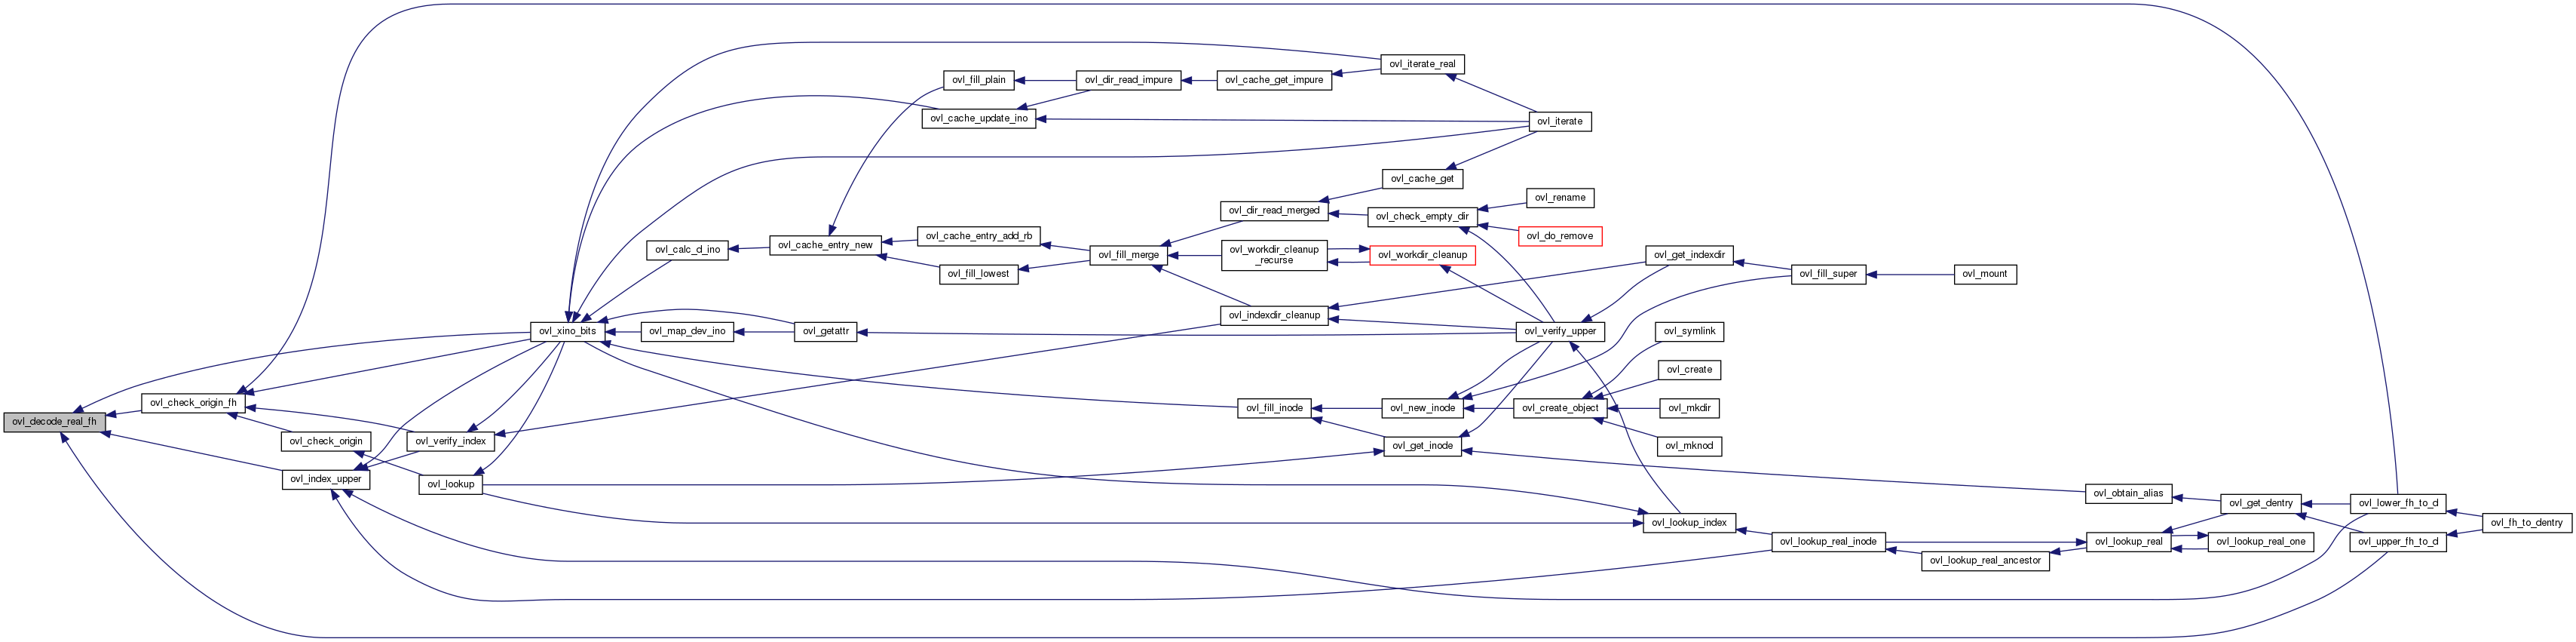 ovl_decode_real_fh
ovl_check_origin_fh
ovl_check_origin
ovl_index_upper
ovl_verify_index
ovl_lookup
ovl_xino_bits
ovl_calc_d_ino
ovl_map_dev_ino
ovl_cache_entry_new
ovl_getattr
ovl_fill_plain
ovl_cache_update_ino
ovl_cache_entry_add_rb
ovl_fill_lowest
ovl_dir_read_impure
ovl_fill_merge
ovl_cache_get_impure
ovl_dir_read_merged
ovl_workdir_cleanup
_recurse
ovl_indexdir_cleanup
ovl_fill_inode
ovl_iterate_real
ovl_cache_get
ovl_check_empty_dir
ovl_workdir_cleanup
ovl_new_inode
ovl_get_inode
ovl_iterate
ovl_rename
ovl_do_remove
ovl_verify_upper
ovl_create_object
ovl_get_indexdir
ovl_symlink
ovl_create
ovl_mkdir
ovl_mknod
ovl_lookup_index
ovl_fill_super
ovl_lookup_real_inode
ovl_mount
ovl_lookup_real_ancestor
ovl_obtain_alias
ovl_lookup_real
ovl_get_dentry
ovl_lookup_real_one
ovl_lower_fh_to_d
ovl_upper_fh_to_d
ovl_fh_to_dentry